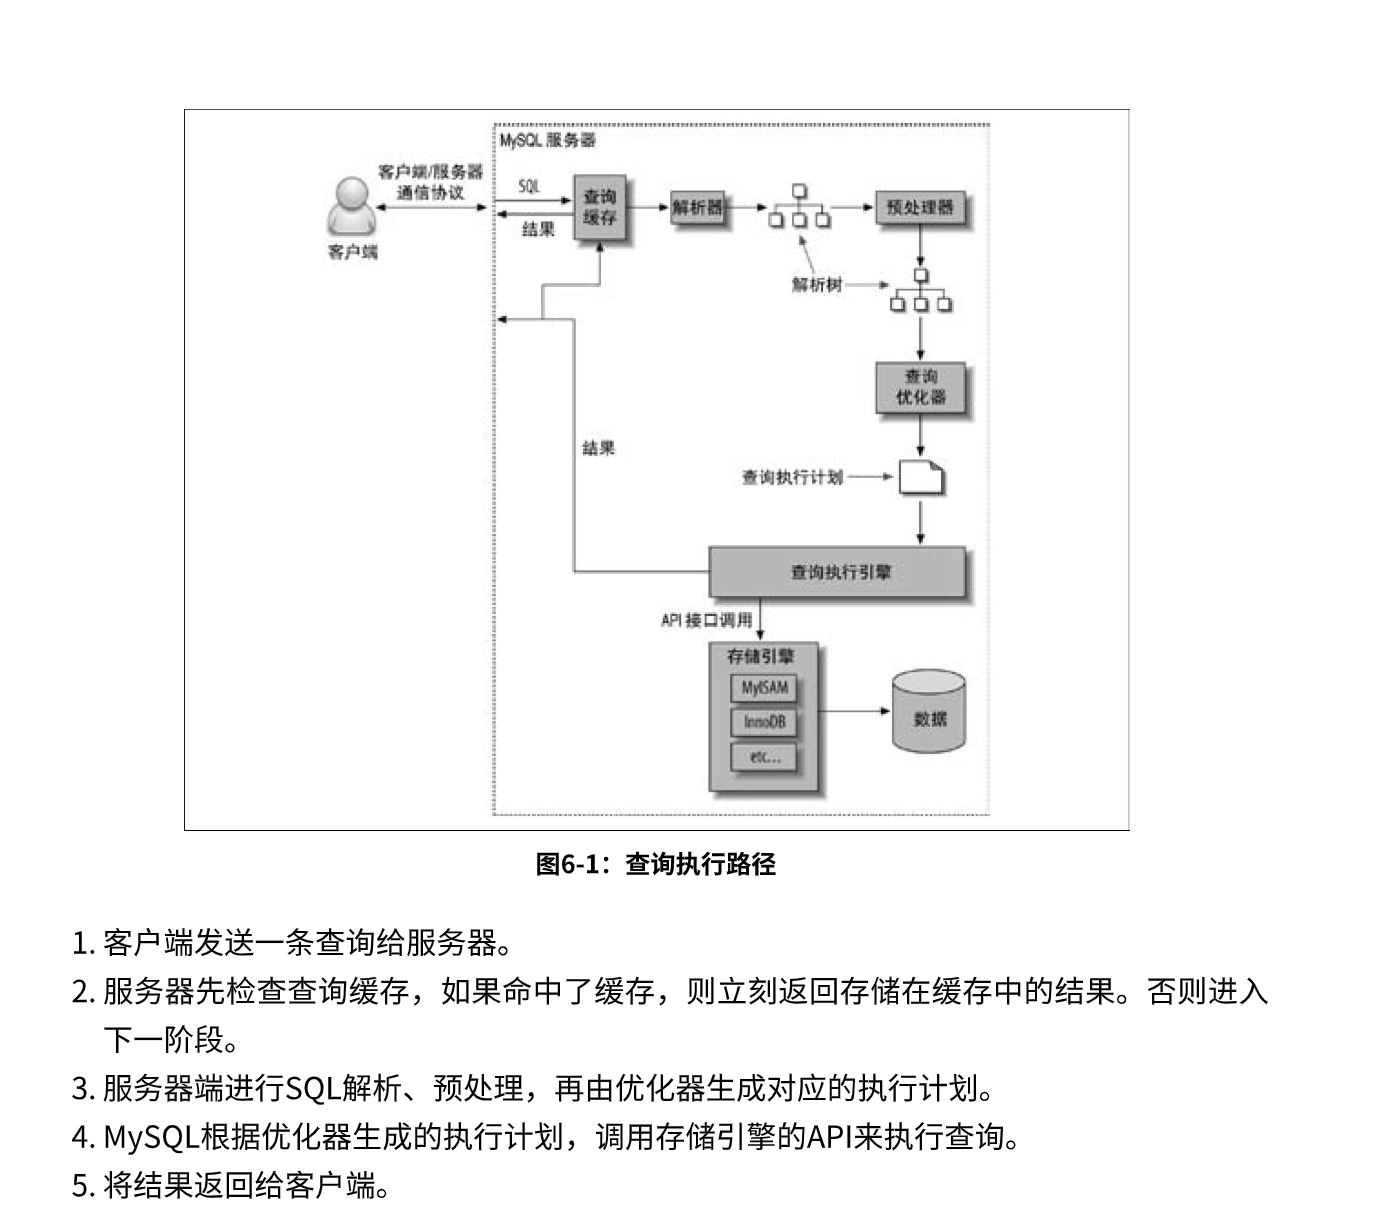 MySQL 服务器
客户端/服务器
通信协议
客户端
SQL
结果
查询
缓存
解析器
预处理器
解析树
查询
优化器
结果
查询执行计划
查询执行引擎
API 接口调用
存储引擎
MyISAM
InnoDB
etc...
数据
图6-1：查询执行路径
1. 客户端发送一条查询给服务器。
2. 服务器先检查查询缓存，如果命中了缓存，则立刻返回存储在缓存中的结果。否则进入
下一阶段。
3. 服务器端进行SQL解析、预处理，再由优化器生成对应的执行计划。
4. MySQL根据优化器生成的执行计划，调用存储引擎的API来执行查询。
5. 将结果返回给客户端。